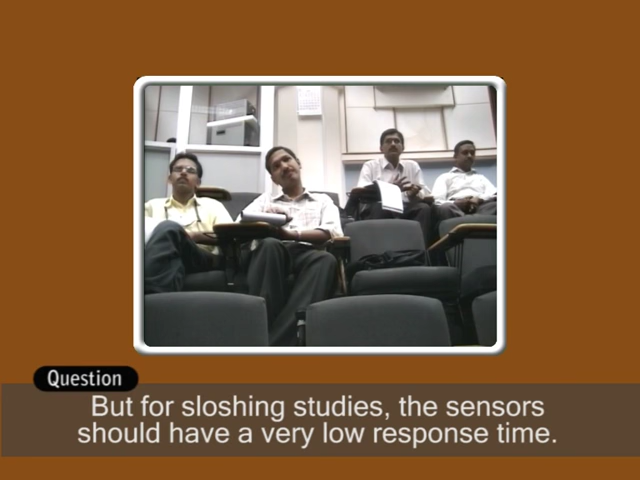 Question
But for sloshing studies, the sensors
should have a very low response time.